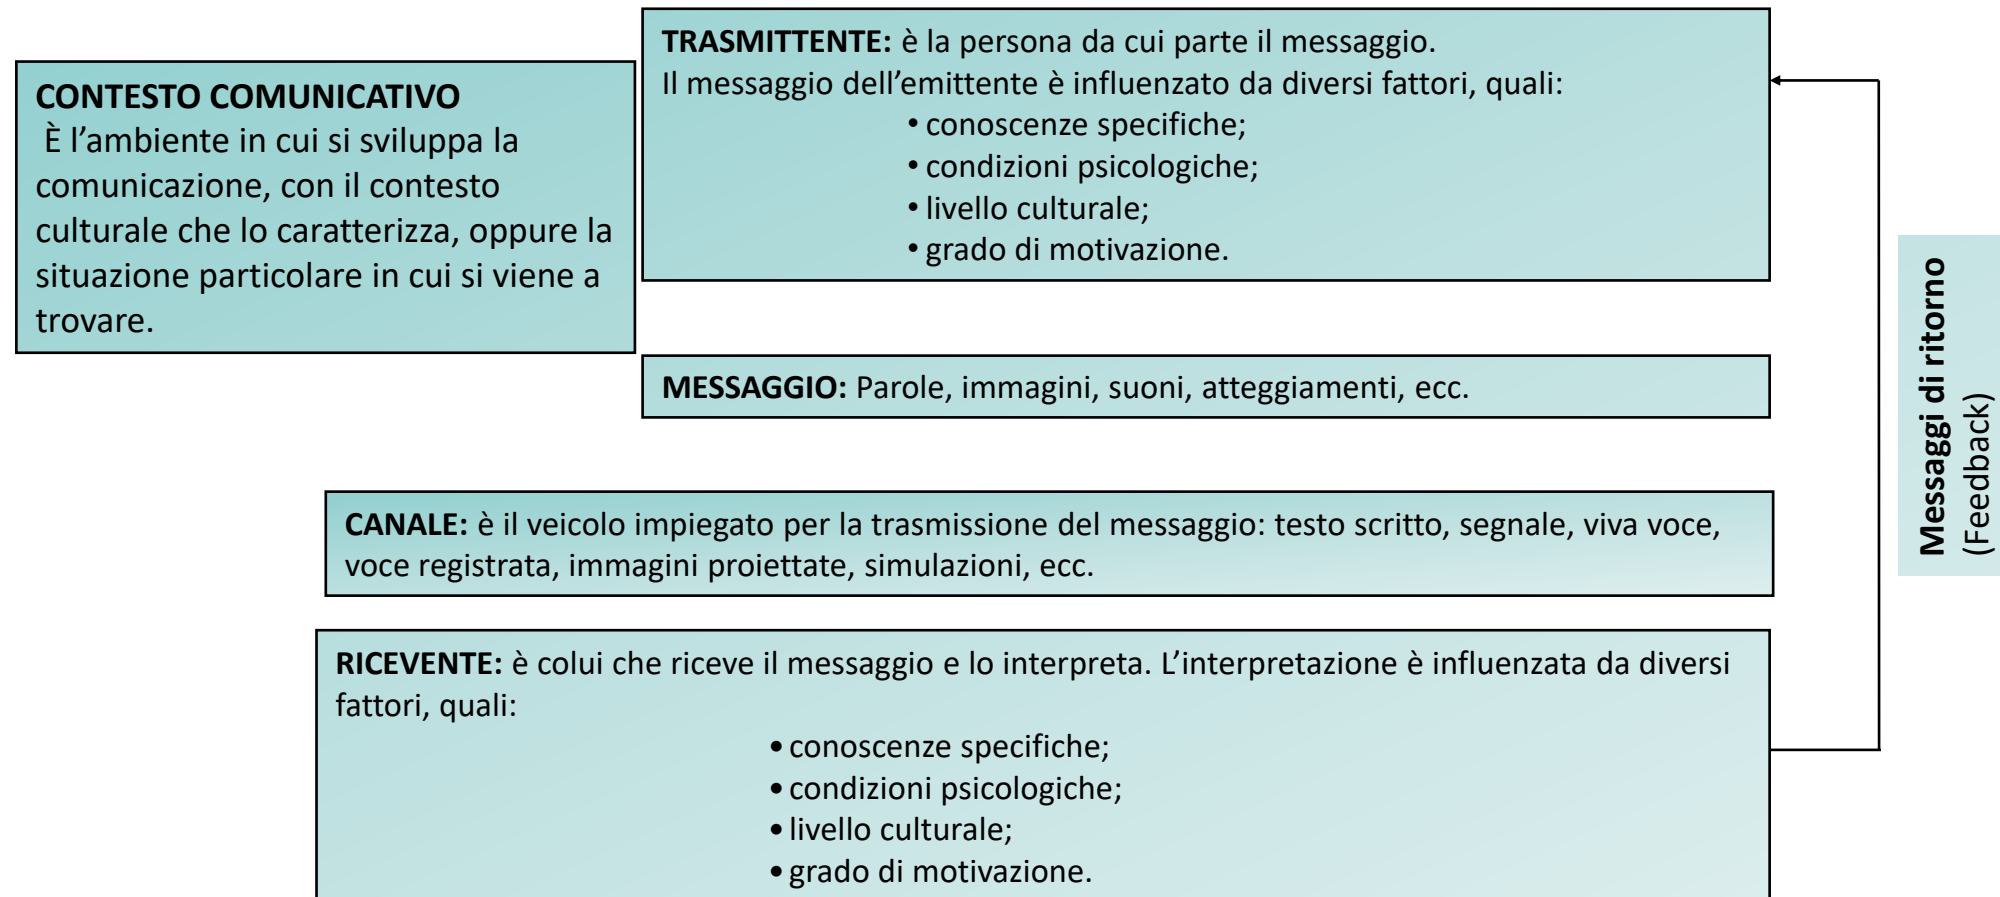 CONTESTO COMUNICATIVO
È l’ambiente in cui si sviluppa la
comunicazione, con il contesto
culturale che lo caratterizza, oppure la
situazione particolare in cui si viene a
trovare.
TRASMITTENTE: è la persona da cui parte il messaggio.
Il messaggio dell’emittente è influenzato da diversi fattori, quali:
• conoscenze specifiche;
• condizioni psicologiche;
• livello culturale;
• grado di motivazione.
MESSAGGIO: Parole, immagini, suoni, atteggiamenti, ecc.
CANALE: è il veicolo impiegato per la trasmissione del messaggio: testo scritto, segnale, viva voce,
voce registrata, immagini proiettate, simulazioni, ecc.
RICEVENTE: è colui che riceve il messaggio e lo interpreta. L’interpretazione è influenzata da diversi
fattori, quali:
• conoscenze specifiche;
• condizioni psicologiche;
• livello culturale;
• grado di motivazione.
Messaggi di ritorno
(Feedback)